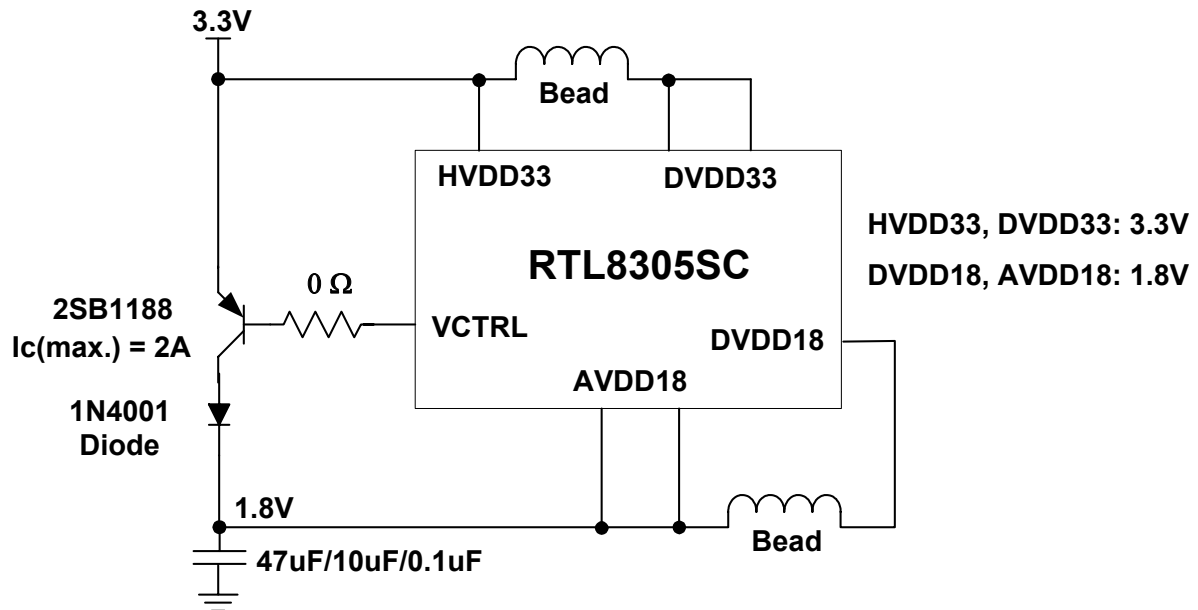 3.3V
Bead
HVDD33
DVDD33
HVDD33, DVDD33: 3.3V
RTL8305SC
DVDD18, AVDD18: 1.8V
0 Ω
2SB1188
Ic(max.) = 2A
VCTRL
DVDD18
AVDD18
1N4001
Diode
1.8V
Bead
47uF/10uF/0.1uF